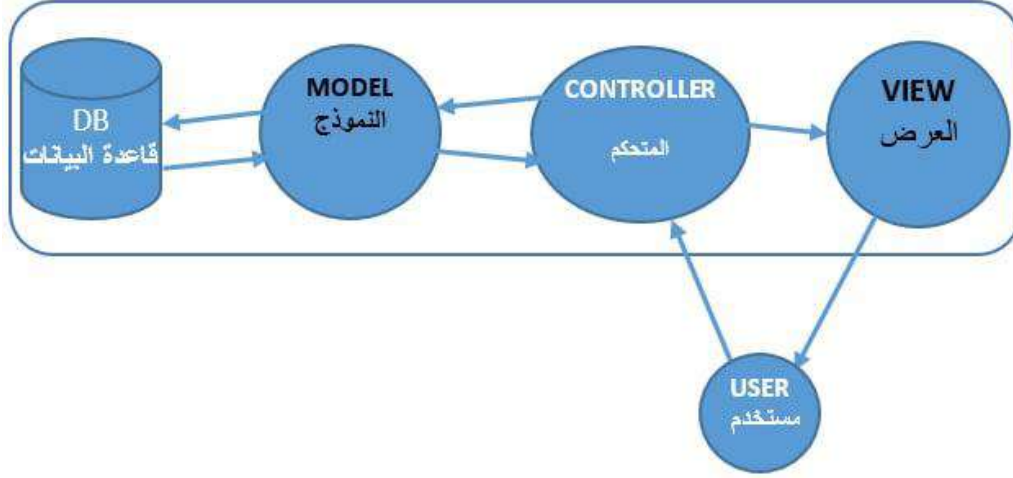 DB
قاعدة البيانات
MODEL
النموذج
CONTROLLER
المتحكم
VIEW
العرض
USER
مستخدم